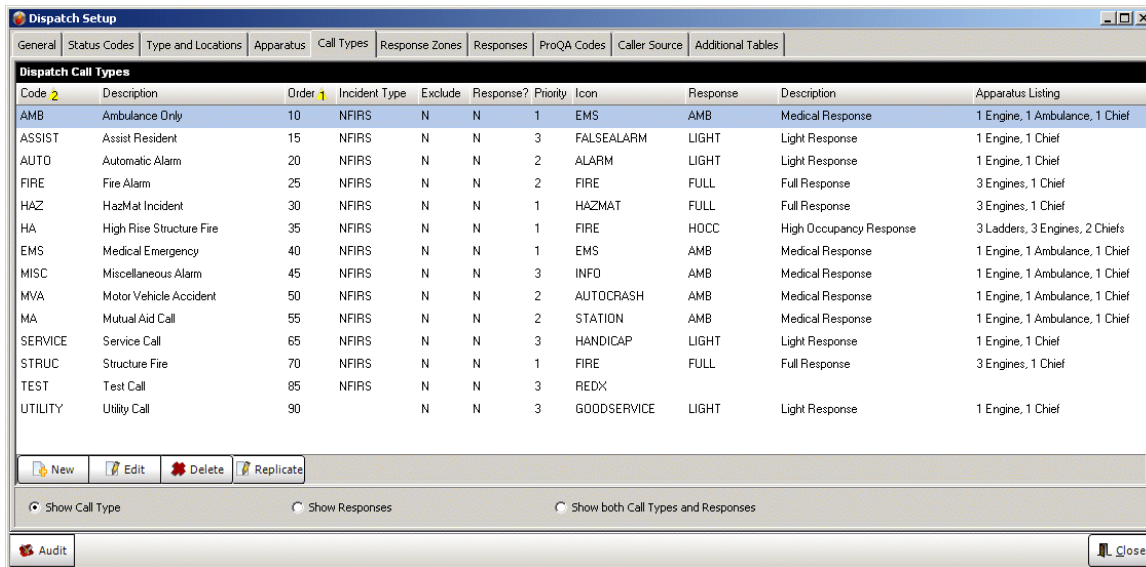 Dispatch Setup
General Status Codes Type and Locations Apparatus Call Types Response Zones Responses ProQA Codes Caller Source Additional Tables
Dispatch Call Types
Code 2 Description Order 1 Incident Type Exclude Response? Priority Icon Response Description Apparatus Listing
AMB Ambulance Only 10 NFIRS N N 1 EMS AMB Medical Response 1 Engine, 1 Ambulance, 1 Chief
ASSIST Assist Resident 15 NFIRS N N 3 FALSEALARM LIGHT Light Response 1 Engine, 1 Chief
AUTO Automatic Alarm 20 NFIRS N N 2 ALARM LIGHT Light Response 1 Engine, 1 Chief
FIRE Fire Alarm 25 NFIRS N N 2 FIRE FULL Full Response 3 Engines, 1 Chief
HAZ HazMat Incident 30 NFIRS N N 1 HAZMAT FULL Full Response 3 Engines, 1 Chief
HA High Rise Structure Fire 35 NFIRS N N 1 FIRE HOCC High Occupancy Response 3 Ladders, 3 Engines, 2 Chiefs
EMS Medical Emergency 40 NFIRS N N 1 EMS AMB Medical Response 1 Engine, 1 Ambulance, 1 Chief
MISC Miscellaneous Alarm 45 NFIRS N N 3 INFO AMB Medical Response 1 Engine, 1 Ambulance, 1 Chief
MVA Motor Vehicle Accident 50 NFIRS N N 2 AUTOCRASH AMB Medical Response 1 Engine, 1 Ambulance, 1 Chief
MA Mutual Aid Call 55 NFIRS N N 2 STATION AMB Medical Response 1 Engine, 1 Ambulance, 1 Chief
SERVICE Service Call 65 NFIRS N N 3 HANDICAP LIGHT Light Response 1 Engine, 1 Chief
STRUC Structure Fire 70 NFIRS N N 1 FIRE FULL Full Response 3 Engines, 1 Chief
TEST Test Call 85 NFIRS N N 3 REDX
UTILITY Utility Call 90 N N 3 GOODSERVICE LIGHT Light Response 1 Engine, 1 Chief
New Edit Delete Replicate
Show Call Type Show Responses Show both Call Types and Responses
Audit Close